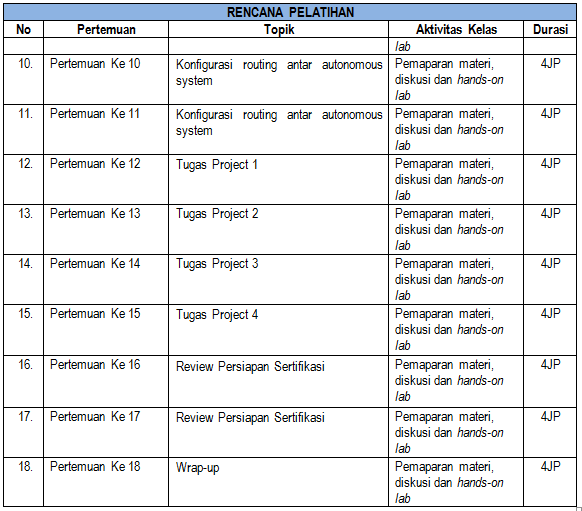 RENCANA PELATIHAN
No Pertemuan Topik Aktivitas Kelas Durasi
lab
10. Pertemuan Ke 10 Konfigurasi routing antar autonomous Pemaparan materi, 4JP
system diskusi dan hands-on
lab
11. Pertemuan Ke 11 Konfigurasi routing antar autonomous Pemaparan materi, 4JP
system diskusi dan hands-on
lab
12. Pertemuan Ke 12 Tugas Project 1 Pemaparan materi, 4JP
diskusi dan hands-on
lab
13. Pertemuan Ke 13 Tugas Project 2 Pemaparan materi, 4JP
diskusi dan hands-on
lab
14. Pertemuan Ke 14 Tugas Project 3 Pemaparan materi, 4JP
diskusi dan hands-on
lab
15. Pertemuan Ke 15 Tugas Project 4 Pemaparan materi, 4JP
diskusi dan hands-on
lab
16. Pertemuan Ke 16 Review Persiapan Sertifikasi Pemaparan materi, 4JP
diskusi dan hands-on
lab
17. Pertemuan Ke 17 Review Persiapan Sertifikasi Pemaparan materi, 4JP
diskusi dan hands-on
lab
18. Pertemuan Ke 18 Wrap-up Pemaparan materi, 4JP
diskusi dan hands-on
lab